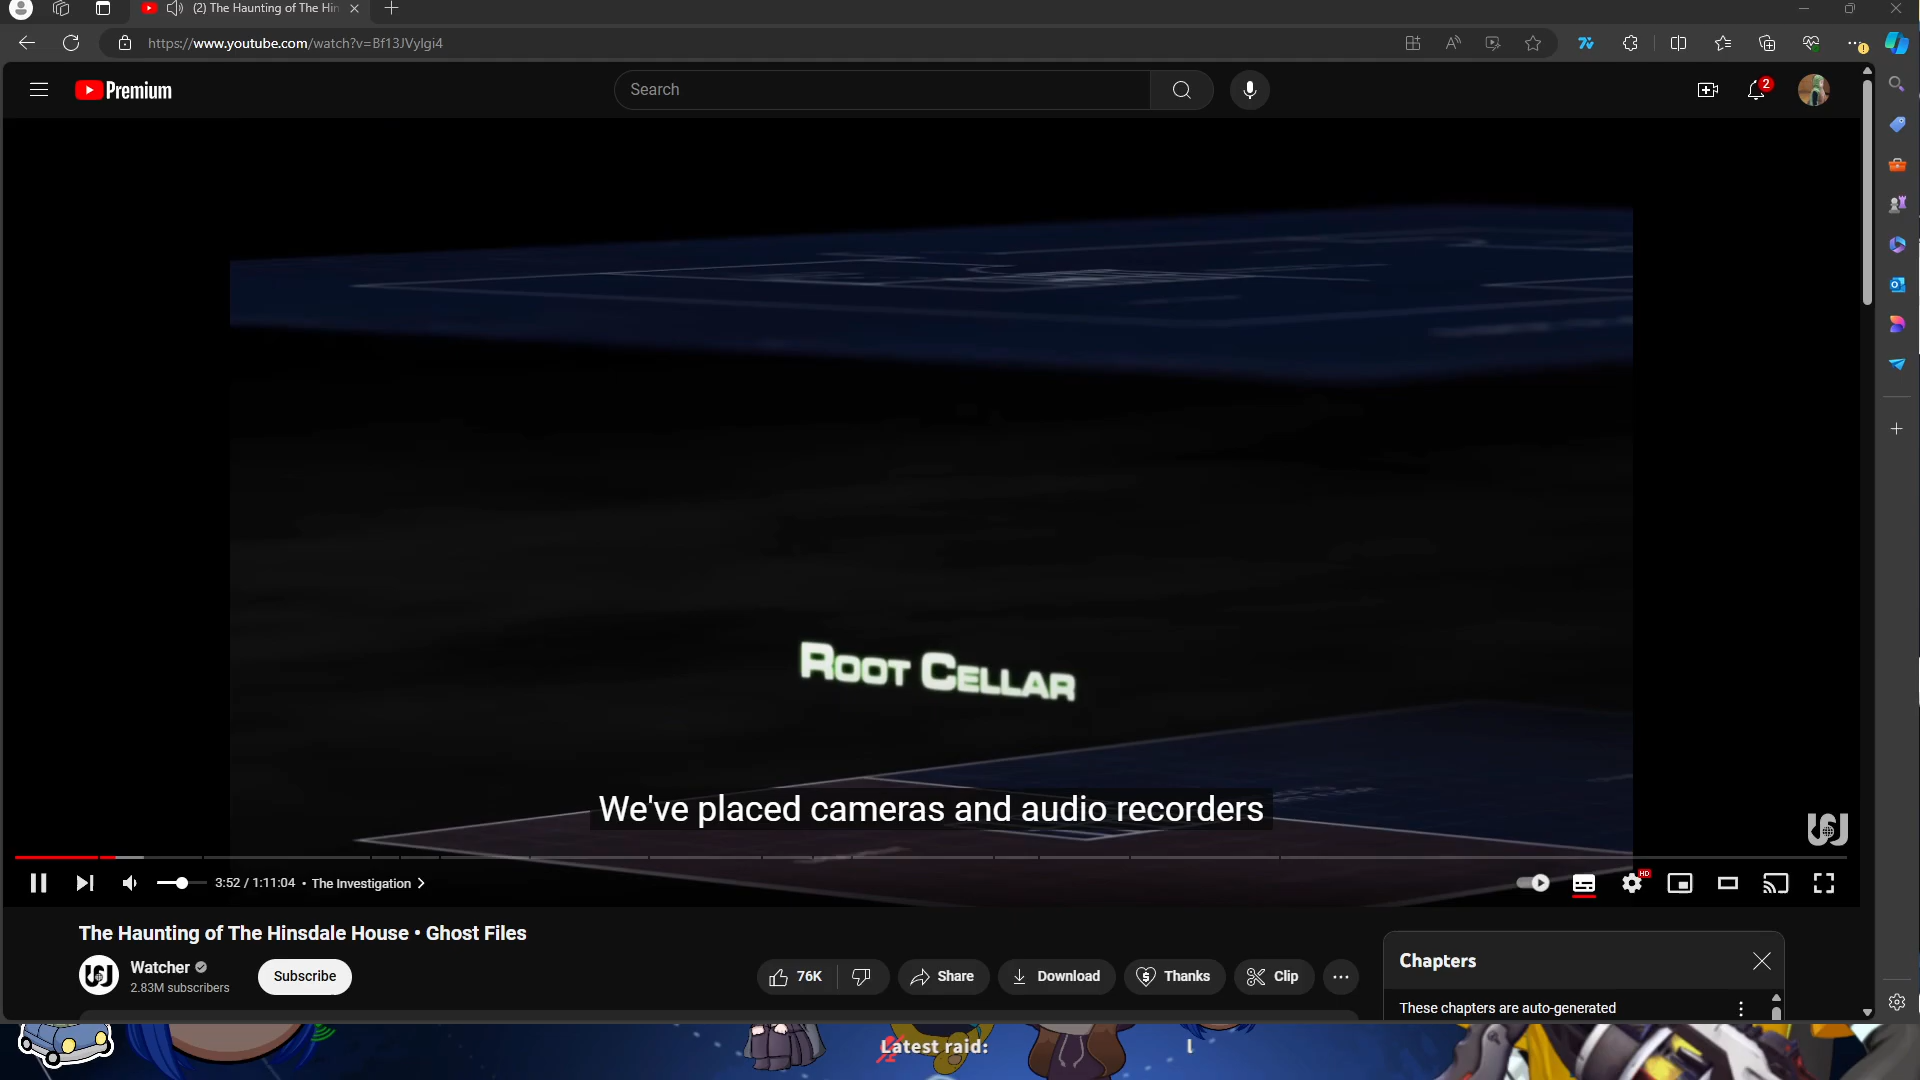 (2) The Haunting of The Hin
https://www.youtube.com/watch?v=Bf13JVylgi4
Premium
Search
2
ROOT CELLAR
We've placed cameras and audio recorders
3:52 / 1:11:04 • The Investigation
HD
The Haunting of The Hinsdale House • Ghost Files
Watcher
2.83M subscribers
Subscribe
76K
Share
Download
Thanks
Clip
Chapters
These chapters are auto-generated
Latest raid: